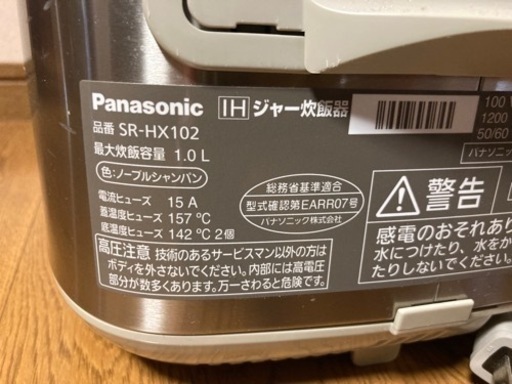 Panasonic IHジャー炊飯器
品番 SR-HX102
最大炊飯容量 1.0 L
色:ノーブルシャンパン
電流ヒューズ 15 A
蓋温度ヒューズ 157 ℃
床温度ヒューズ 142 ℃ 2個
高圧注意 技術のあるサービスマン以外の方は
ボディを外さないでください。内部には高電圧
部分が数多くあります。万一さわると危険です。
総務省基準適合
型式確認第EARR07号
パナソニック株式会社
100
1200
50/60
パナソニッ
警告
感電のおそれあり
水につけたり、水をか
たりしないでください。